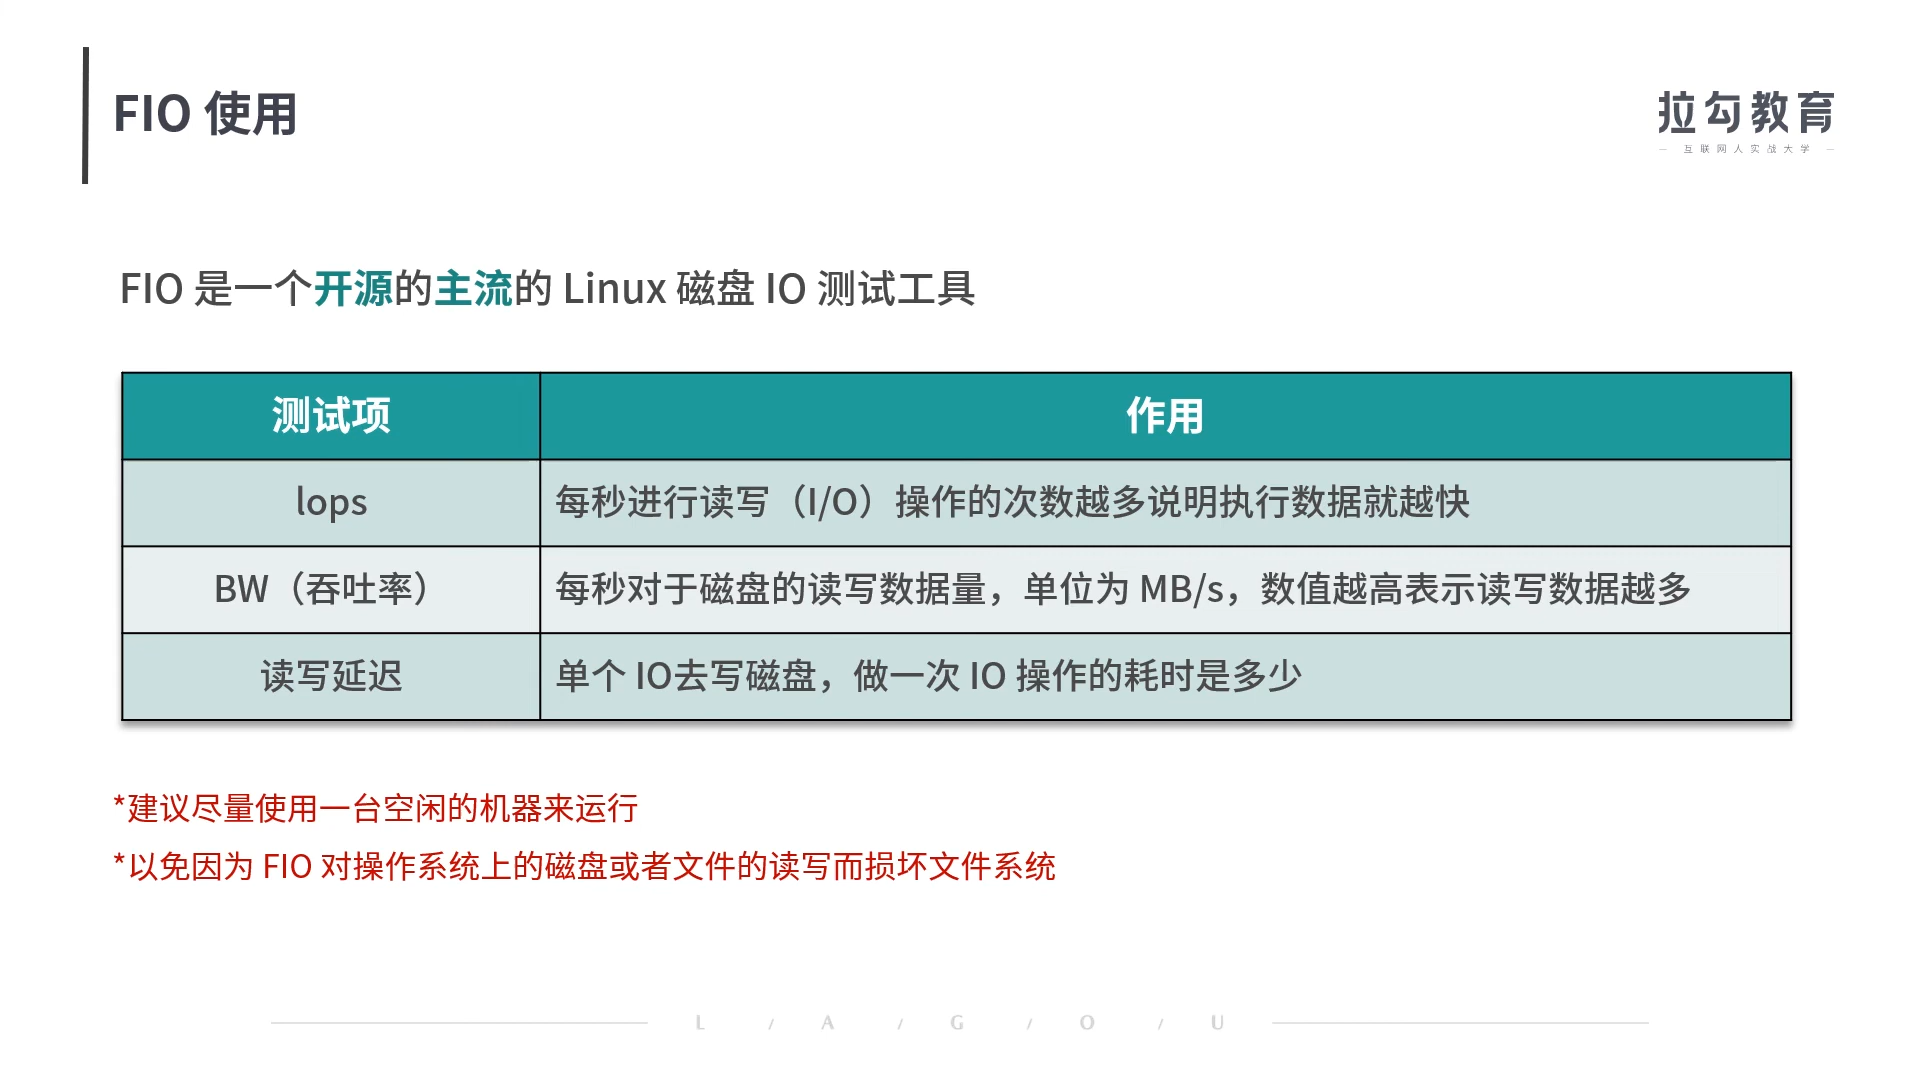 FIO 使用
拉勾教育
— 互联网人实战大学 —
FIO 是一个开源的主流的 Linux 磁盘 IO 测试工具
测试项 作用
lops 每秒进行读写（I/O）操作的次数越多说明执行数据就越快
BW（吞吐率） 每秒对于磁盘的读写数据量，单位为 MB/s，数值越高表示读写数据越多
读写延迟 单个 IO去写磁盘，做一次 IO 操作的耗时是多少
*建议尽量使用一台空闲的机器来运行
*以免因为 FIO 对操作系统上的磁盘或者文件的读写而损坏文件系统
L / A / G / O / U